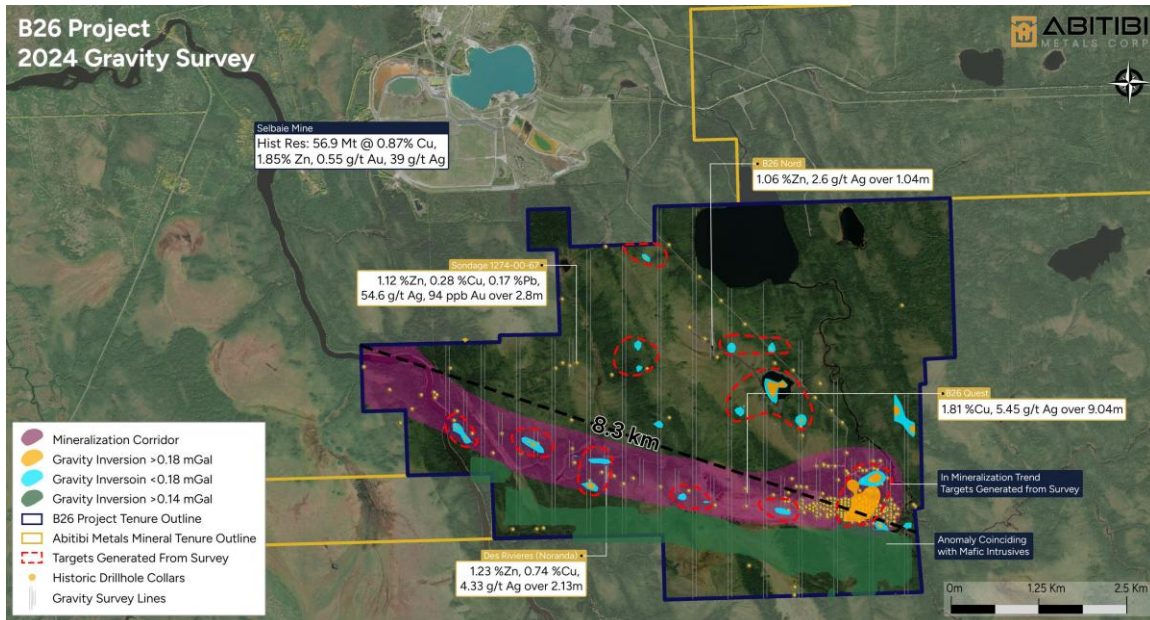 B26 Project
2024 Gravity Survey
ABITIBI
METALS CORP
Selbaie Mine
Hist Res: 56.9 Mt @ 0.87% Cu,
1.85% Zn, 0.55 g/t Au, 39 g/t Ag
B26 Nord
1.06 %Zn, 2.6 g/t Ag over 1.04m
Sondage 1274-00-67
1.12 %Zn, 0.28 %Cu, 0.17 %Pb,
54.6 g/t Ag, 94 ppb Au over 2.8m
8.3 km
B26 Quest
1.81 %Cu, 5.45 g/t Ag over 9.04m
In Mineralization Trend
Targets Generated from Survey
Anomaly Coinciding
with Mafic Intrusives
Des Rivieres (Noranda)
1.23 %Zn, 0.74 %Cu,
4.33 g/t Ag over 2.13m
Mineralization Corridor
Gravity Inversion >0.18 mGal
Gravity Inversoin <0.18 mGal
Gravity Inversion >0.14 mGal
B26 Project Tenure Outline
Abitibi Metals Mineral Tenure Outline
Targets Generated From Survey
Historic Drillhole Collars
Gravity Survey Lines
0m 1.25 Km 2.5 Km